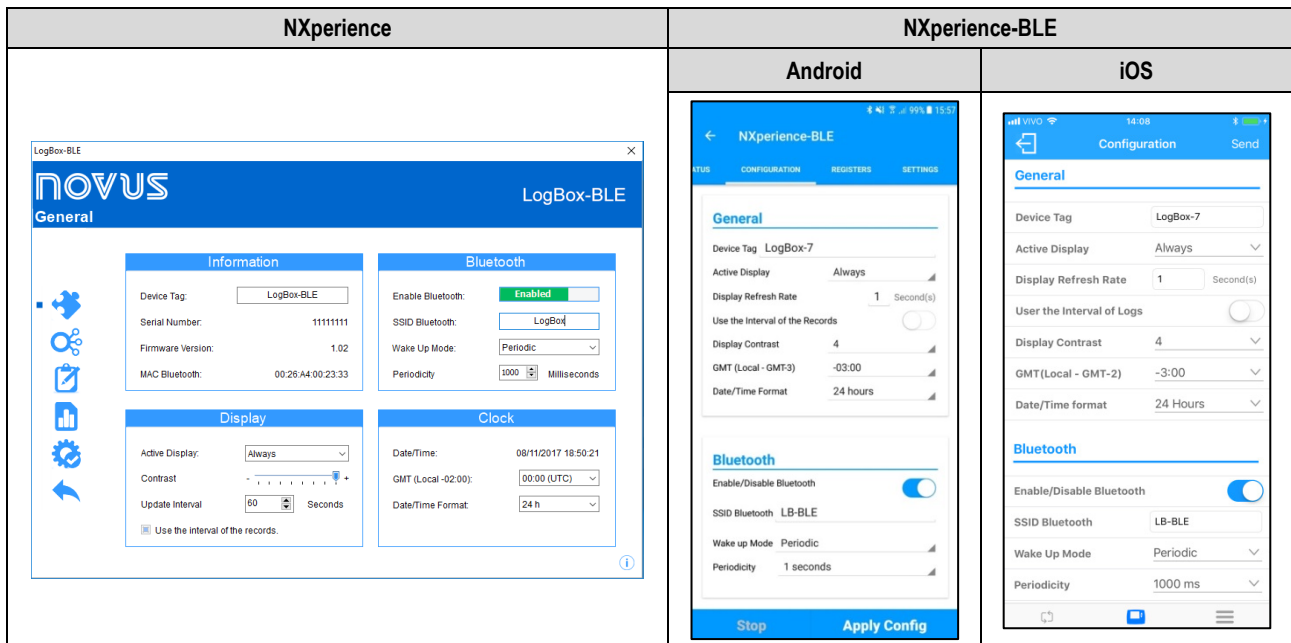 NXperience
NXperience-BLE
Android
iOS
LogBox-BLE
NOVUS
LogBox-BLE
General
Information
Device Tag: LogBox-BLE
Serial Number: 11111111
Firmware Version: 1.02
MAC Bluetooth: 00:26:A4:00:23:33
Bluetooth
Enable Bluetooth: Enabled
SSID Bluetooth: LogBox
Wake Up Mode: Periodic
Periodicity 1000 Milliseconds
Display
Active Display: Always
Contrast - +
Update Interval 60 Seconds
Use the interval of the records.
Clock
Date/Time: 08/11/2017 18:50:21
GMT (Local -02:00): 00:00 (UTC)
Date/Time Format: 24 h
99% 15:57
NXperience-BLE
ATUS CONFIGURATION REGISTERS SETTINGS
General
Device Tag LogBox-7
Active Display Always
Display Refresh Rate 1 Second(s)
Use the Interval of the Records
Display Contrast 4
GMT (Local - GMT-3) -03:00
Date/Time Format 24 hours
Bluetooth
Enable/Disable Bluetooth
SSID Bluetooth LB-BLE
Wake up Mode Periodic
Periodicity 1 seconds
Stop Apply Config
VIVO 14:08
Configuration Send
General
Device Tag LogBox-7
Active Display Always
Display Refresh Rate 1 Second(s)
User the Interval of Logs
Display Contrast 4
GMT(Local - GMT-2) -3:00
Date/Time format 24 Hours
Bluetooth
Enable/Disable Bluetooth
SSID Bluetooth LB-BLE
Wake Up Mode Periodic
Periodicity 1000 ms